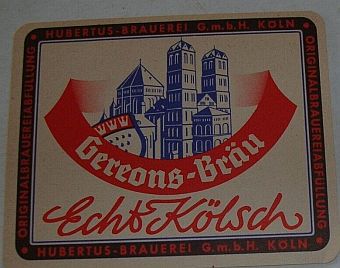 · HUBERTUS-BRAUEREI G.m.b.H. KÖLN ·
ORIGINALBRAUEREIABFÜLLUNG
ORIGINALBRAUEREIABFÜLLUNG
Gereons-Bräu
Echt Kölsch
· HUBERTUS-BRAUEREI G.m.b.H. KÖLN ·